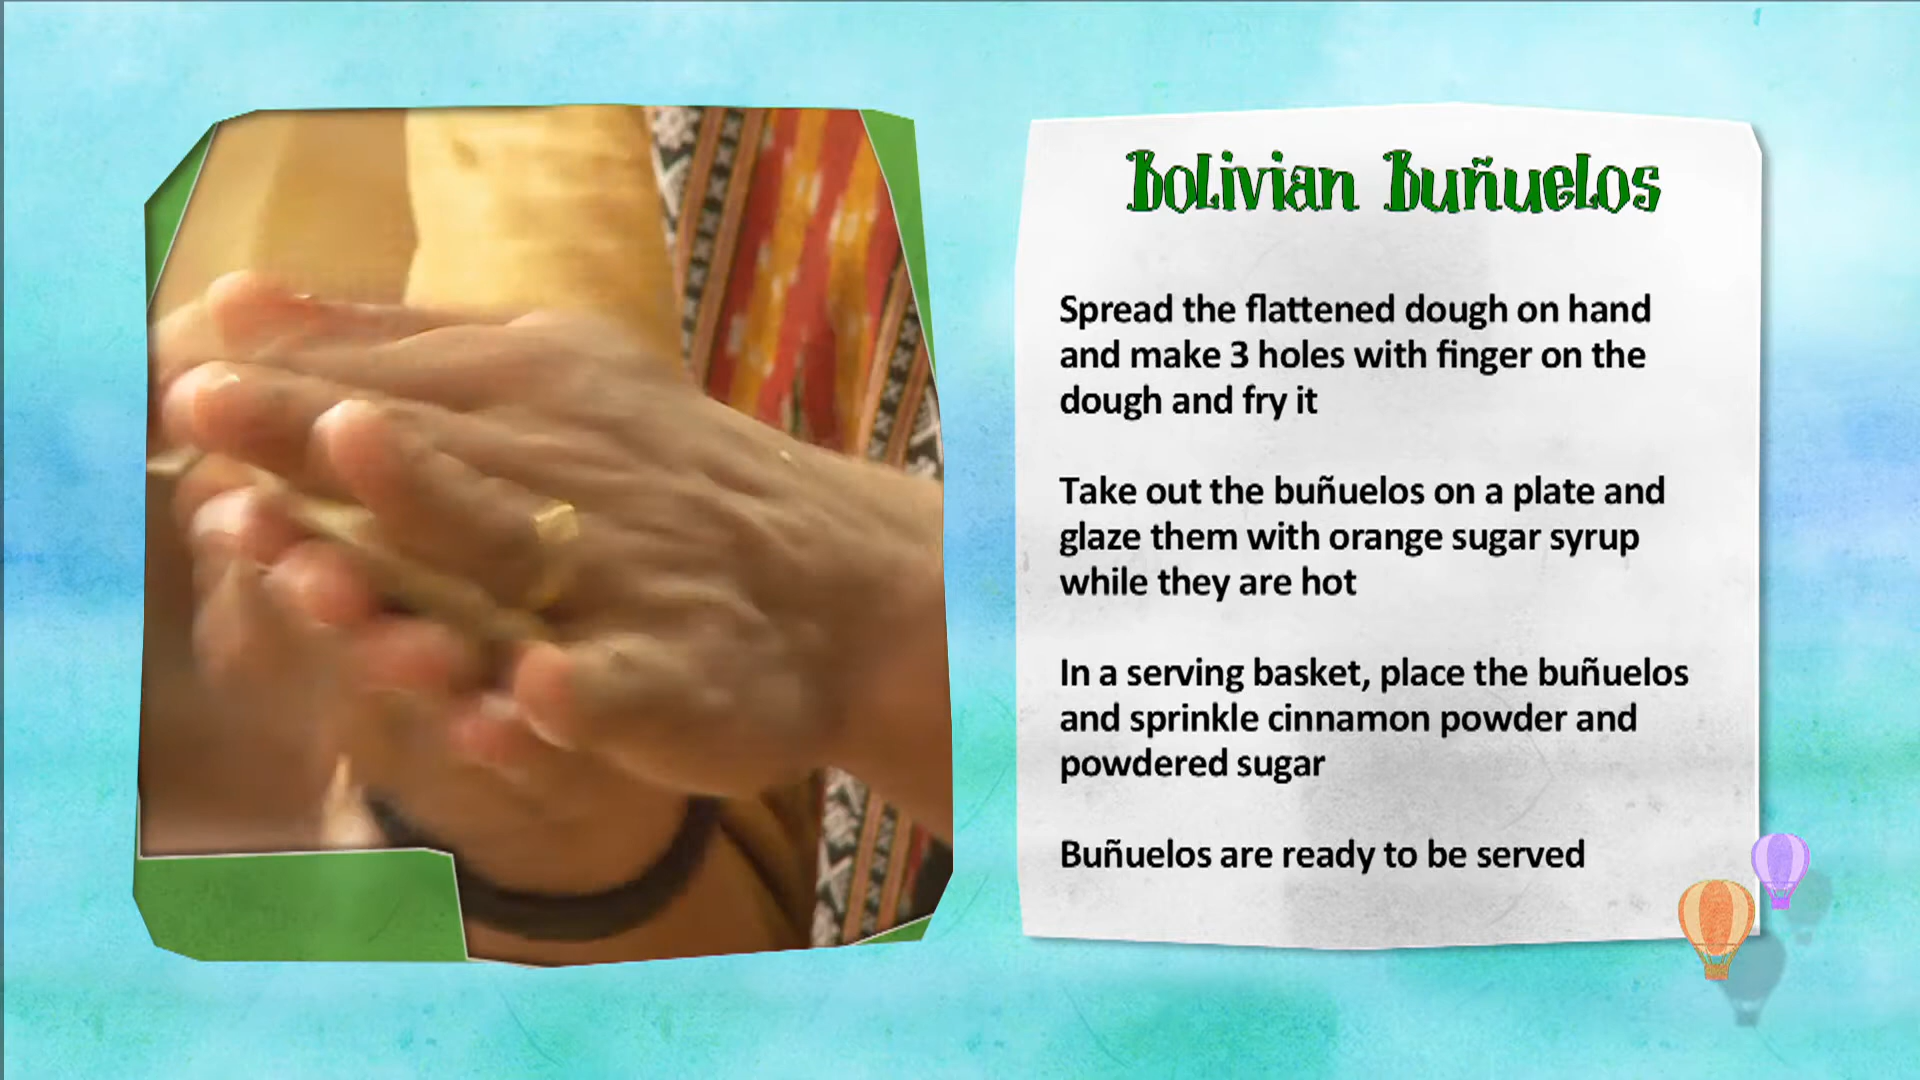 Bolivian Buñuelos
Spread the flattened dough on hand
and make 3 holes with finger on the
dough and fry it
Take out the buñuelos on a plate and
glaze them with orange sugar syrup
while they are hot
In a serving basket, place the buñuelos
and sprinkle cinnamon powder and
powdered sugar
Buñuelos are ready to be served